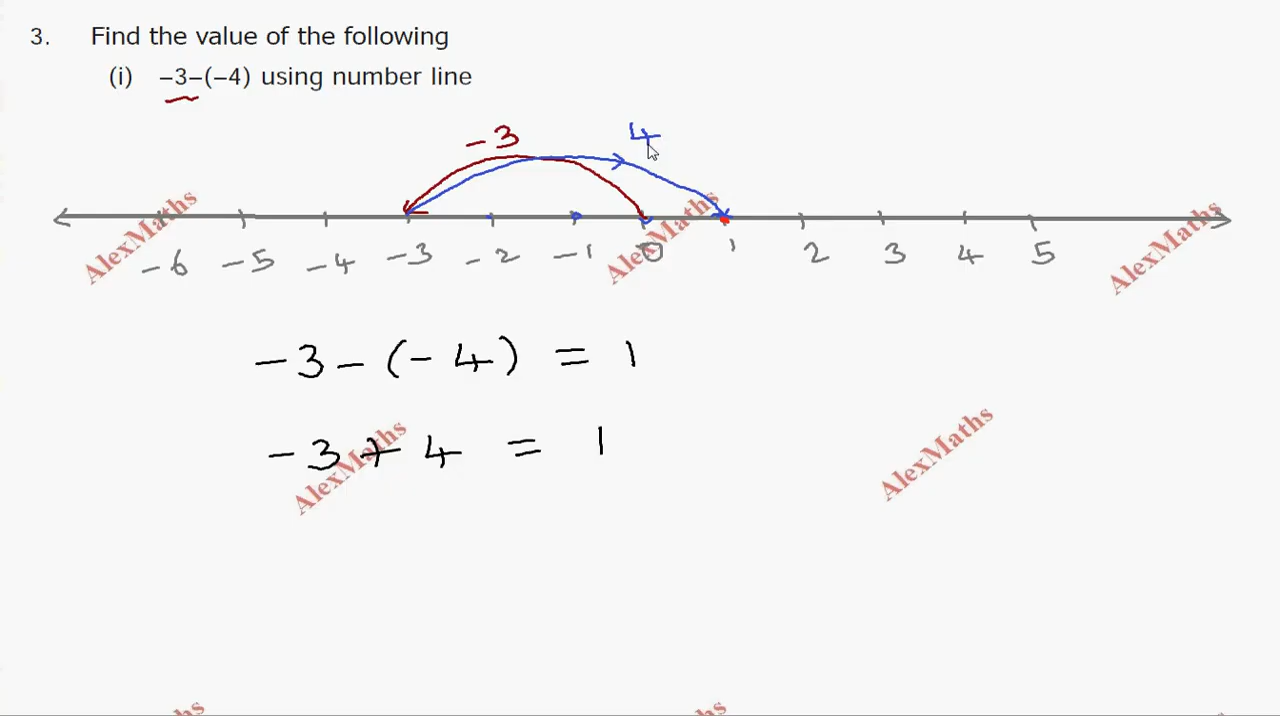 3. Find the value of the following
(i) −3−(−4) using number line
-3 4
-6 -5 -4 -3 -2 -1 0 1 2 3 4 5
AlexMaths AlexMaths AlexMaths
-3-(-4) = 1
-3+4 = 1
AlexMaths AlexMaths